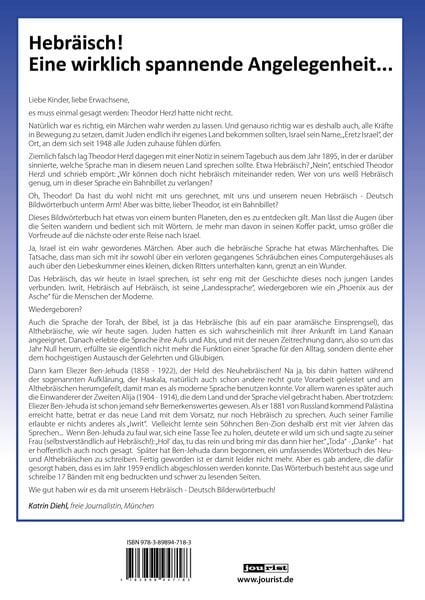 Hebräisch!
Eine wirklich spannende Angelegenheit...
Liebe Kinder, liebe Erwachsene,
es muss einmal gesagt werden: Theodor Herzl hatte nicht recht.
Natürlich war es richtig, ein Märchen wahr werden zu lassen. Und genauso richtig war es deshalb auch, alle Kräfte
in Bewegung zu setzen, damit Juden endlich ihr eigenes Land bekommen sollten, Israel sein Name, „Eretz Israel“, der
Ort, an dem sich seit 1948 alle Juden zuhause fühlen dürfen.
Ziemlich falsch lag Theodor Herzl dagegen mit einer Notiz in seinem Tagebuch aus dem Jahr 1895, in der er darüber
sinnierte, welche Sprache man in diesem neuen Land sprechen sollte. Etwa Hebräisch? „Nein“, entschied Theodor
Herzl und schrieb empört: „Wir können doch nicht hebräisch miteinander reden. Wer von uns weiß Hebräisch
genug, um in dieser Sprache ein Bahnbillet zu verlangen?
Oh, Theodor! Da hast du wohl nicht mit uns gerechnet, mit uns und unserem neuen Hebräisch - Deutsch
Bildwörterbuch unterm Arm! Aber was bitte, lieber Theodor, ist ein Bahnbillet?
Dieses Bildwörterbuch hat etwas von einem bunten Planeten, den es zu entdecken gilt. Man lässt die Augen über
die Seiten wandern und bedient sich mit Wörtern. Je mehr man davon in seinen Koffer packt, umso größer die
Vorfreude auf die nächste oder erste Reise nach Israel.
Ja, Israel ist ein wahr gewordenes Märchen. Aber auch die hebräische Sprache hat etwas Märchenhaftes. Die
Tatsache, dass man sich mit ihr sowohl über ein verloren gegangenes Schräubchen eines Computergehäuses als
auch über den Liebeskummer eines kleinen, dicken Ritters unterhalten kann, grenzt an ein Wunder.
Das Hebräisch, das wir heute in Israel sprechen, ist eng mit der Geschichte dieses noch jungen Landes
verbunden. Iwrit, Hebräisch auf Hebräisch, ist seine „Landessprache“, wiedergeboren wie ein „Phoenix aus der
Asche“ für die Menschen der Moderne.
Wiedergeboren?
Auch die Sprache der Torah, der Bibel, ist ja das Hebräische (bis auf ein paar aramäische Einsprengsel), das
Althebräische, wie wir heute sagen. Juden hatten es sich wahrscheinlich mit ihrer Ankunft im Land Kanaan
angeeignet. Danach erlebte die Sprache ihre Aufs und Abs, und mit der neuen Zeitrechnung dann, also so um das
Jahr Null herum, erfüllte sie eigentlich nicht mehr die Funktion einer Sprache für den Alltag, sondern diente eher
dem hochgeistigen Austausch der Gelehrten und Gläubigen.
Dann kam Eliezer Ben-Jehuda (1858 - 1922), der Held des Neuhebräischen! Na ja, bis dahin hatten während
der sogenannten Aufklärung, der Haskala, natürlich auch schon andere recht gute Vorarbeit geleistet und am
Althebräischen herumgefeilt, damit man es als moderne Sprache benutzen konnte. Vor allem waren es später auch
die Einwanderer der Zweiten Alija (1904 - 1914), die dem Land und der Sprache viel gebracht haben. Aber trotzdem:
Eliezer Ben-Jehuda ist schon jemand sehr Bemerkenswertes gewesen. Als er 1881 von Russland kommend Palästina
erreicht hatte, betrat er das neue Land mit dem Vorsatz, nur noch Hebräisch zu sprechen. Auch seiner Familie
erlaubte er nichts anderes als „Iwrit“. Vielleicht lernte sein Söhnchen Ben-Zion deshalb erst mit vier Jahren das
Sprechen... Wenn Ben-Jehuda zu faul war, sich eine Tasse Tee zu holen, deutete er wild um sich und sagte zu seiner
Frau (selbstverständlich auf Hebräisch!): „Hol´ das, tu das rein und bring mir das dann hier her.“ „Toda“ - „Danke“ - hat
er hoffentlich auch noch gesagt. Später hat Ben-Jehuda dann begonnen, ein umfassendes Wörterbuch des Neu-
und Althebräischen zu schreiben. Fertig geworden ist er damit leider nicht mehr. Aber es gab andere, die dafür
gesorgt haben, dass es im Jahr 1959 endlich abgeschlossen werden konnte. Das Wörterbuch besteht aus sage und
schreibe 17 Bänden mit eng bedruckten und schwer zu lesenden Seiten.
Wie gut haben wir es da mit unserem Hebräisch - Deutsch Bilderwörterbuch!
Katrin Diehl, freie Journalistin, München
ISBN 978-3-89894-718-3
9 783898 947183
jourist
www.jourist.de